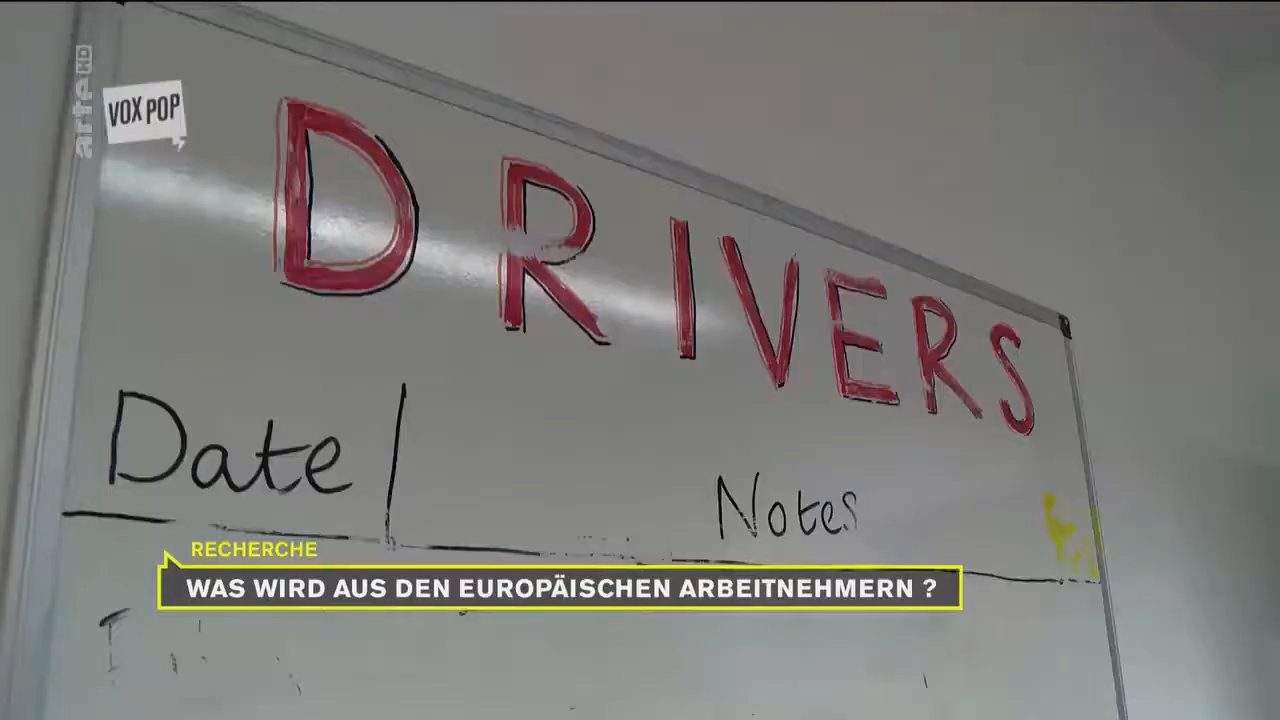 arte HD
VOX POP
DRIVERS
Date
Notes
RECHERCHE
WAS WIRD AUS DEN EUROPÄISCHEN ARBEITNEHMERN ?